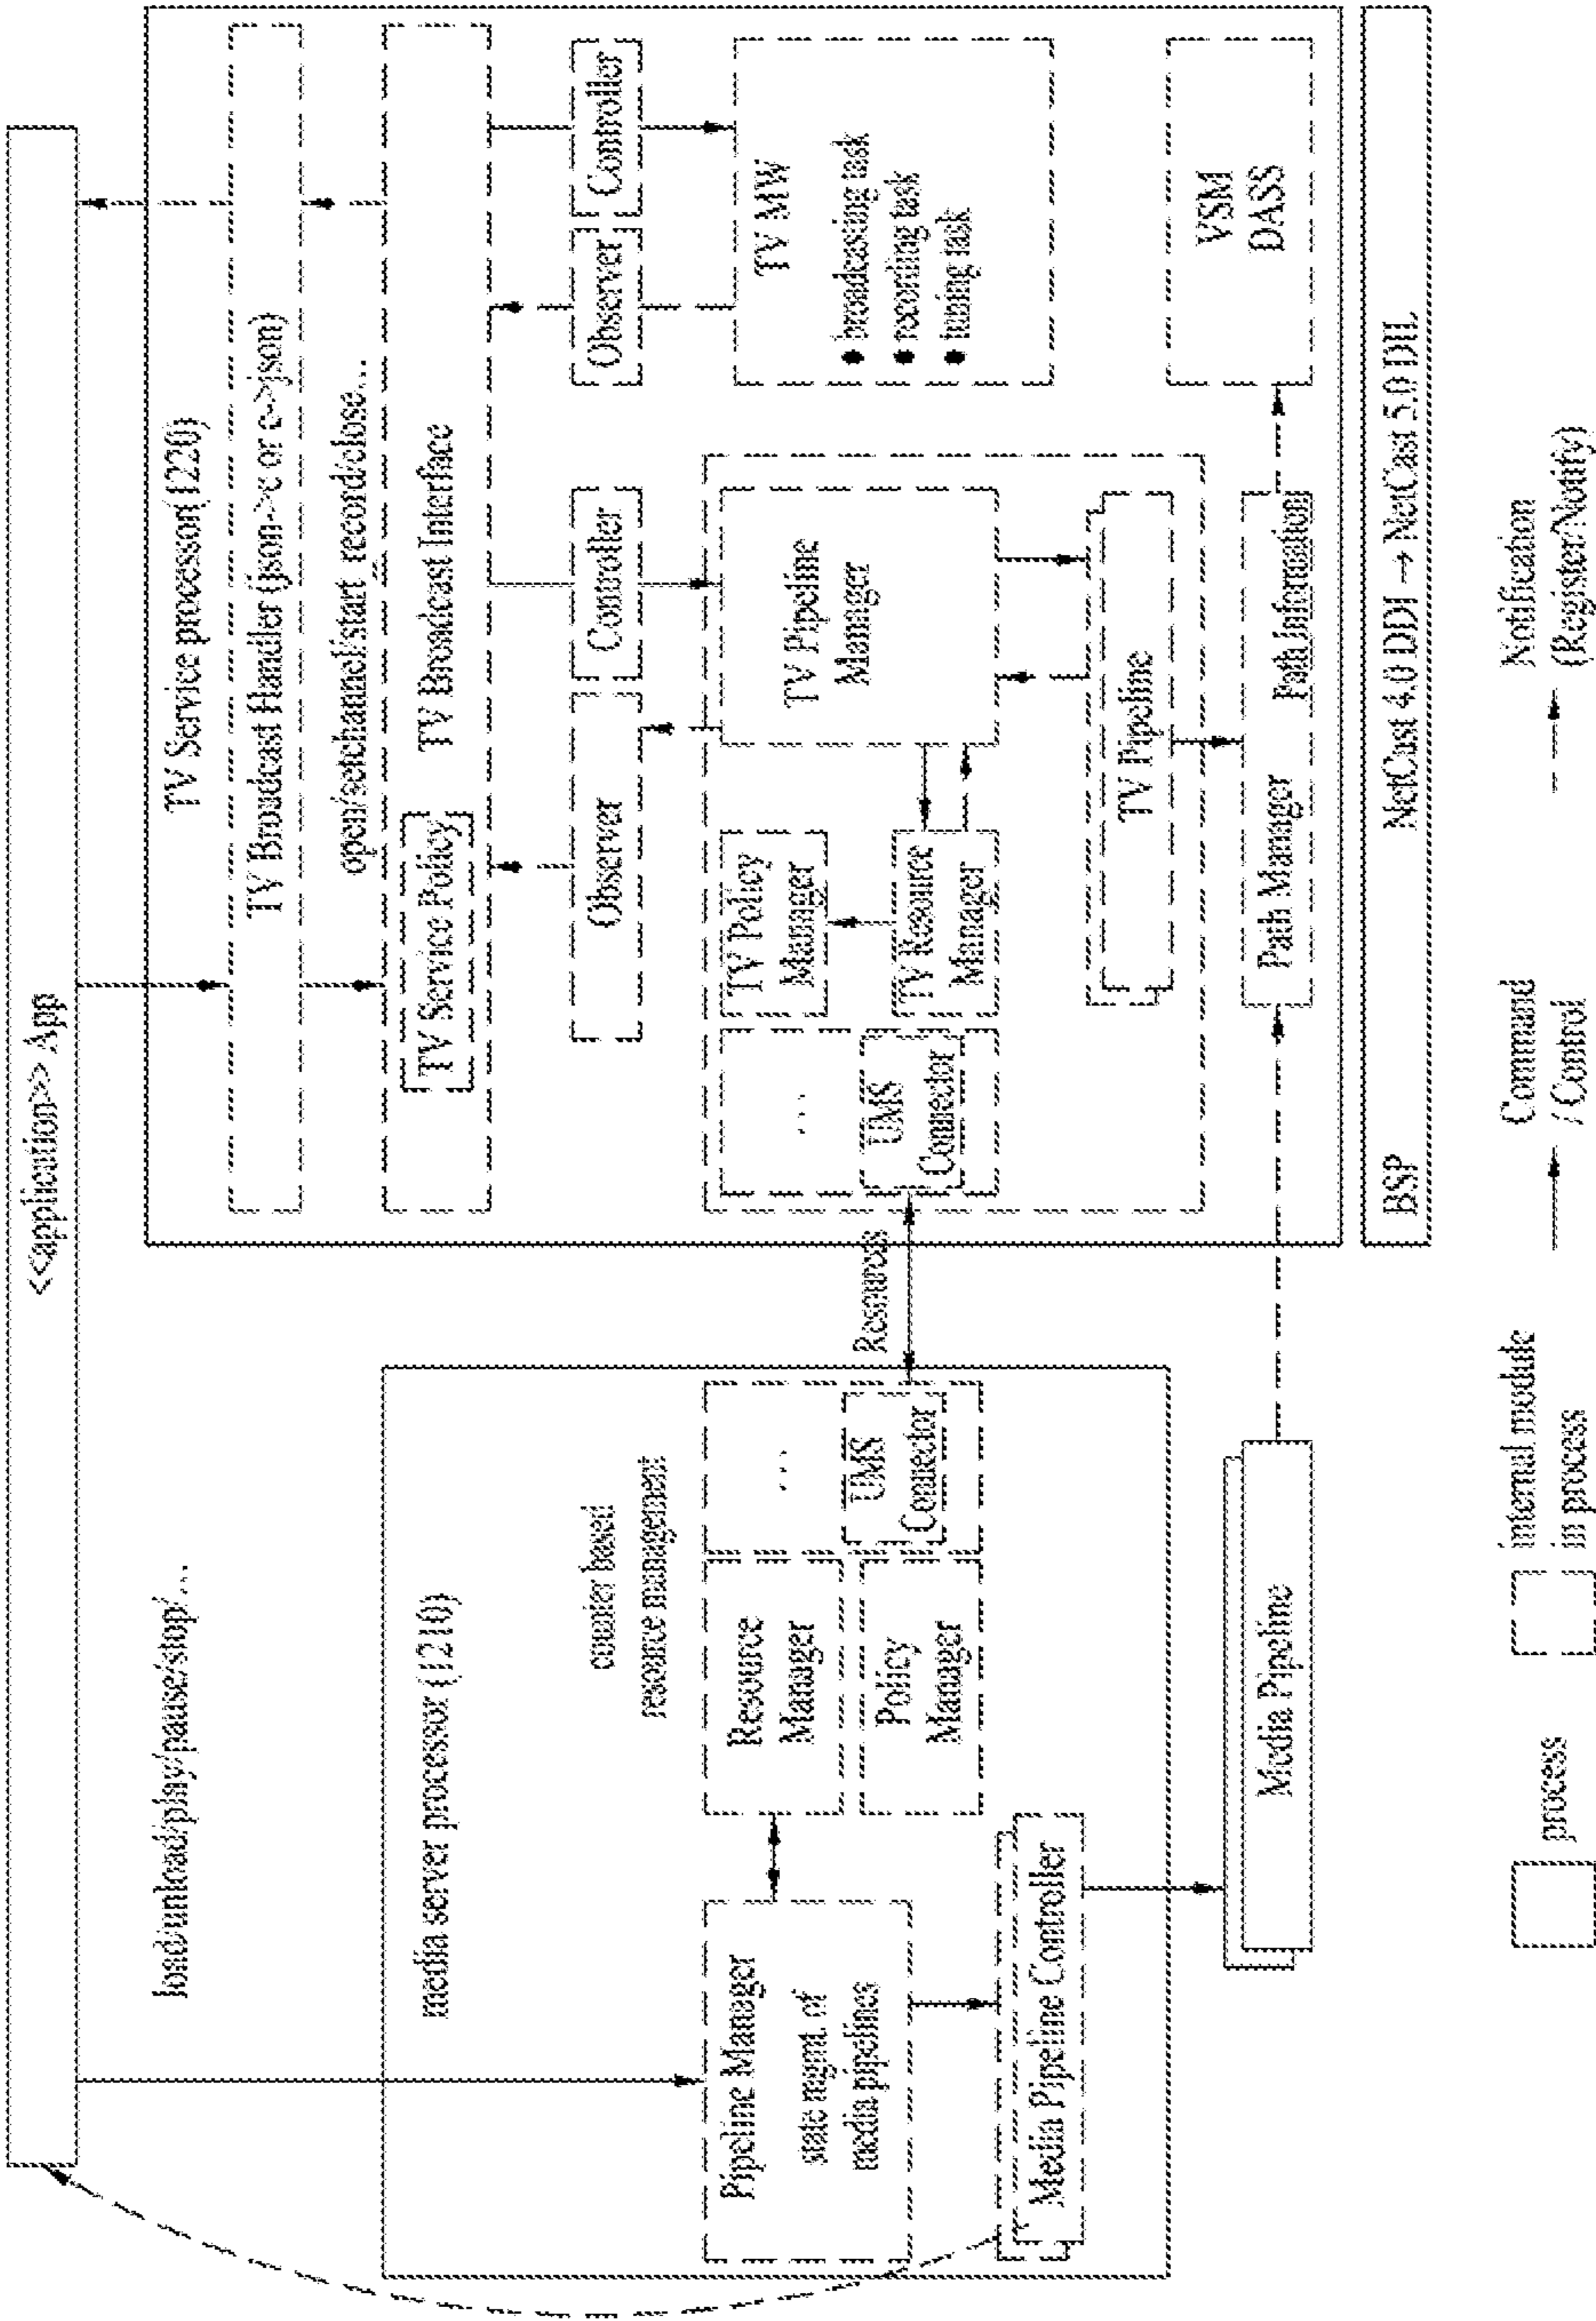 <<application>> App
load/unload/play/pause/stop/...
media server processor (1210)
counter based
resource management
Pipeline Manager
state mgmt. of
media pipelines
Resource
Manager
Policy
Manager
...
UMS
Connector
Media Pipeline Controller
Media Pipeline
Resources
TV Service processor(1220)
TV Broadcast Handler (json->c or c->json)
open/setchannel/start_record/close...
TV Service Policy
TV Broadcast Interface
Observer
Controller
Observer
Controller
...
UMS
Connector
TV Policy
Manager
TV Resource
Manager
TV Pipeline
Manager
TV Pipeline
TV MW
● broadcasting task
● recording task
● tuning task
Path Manager
Path Information
VSM
DASS
BSP
NetCast 4.0 DDI → NetCast 5.0 DIL
process
internal module
in process
Command
/ Control
Notification
(Register/Notify)